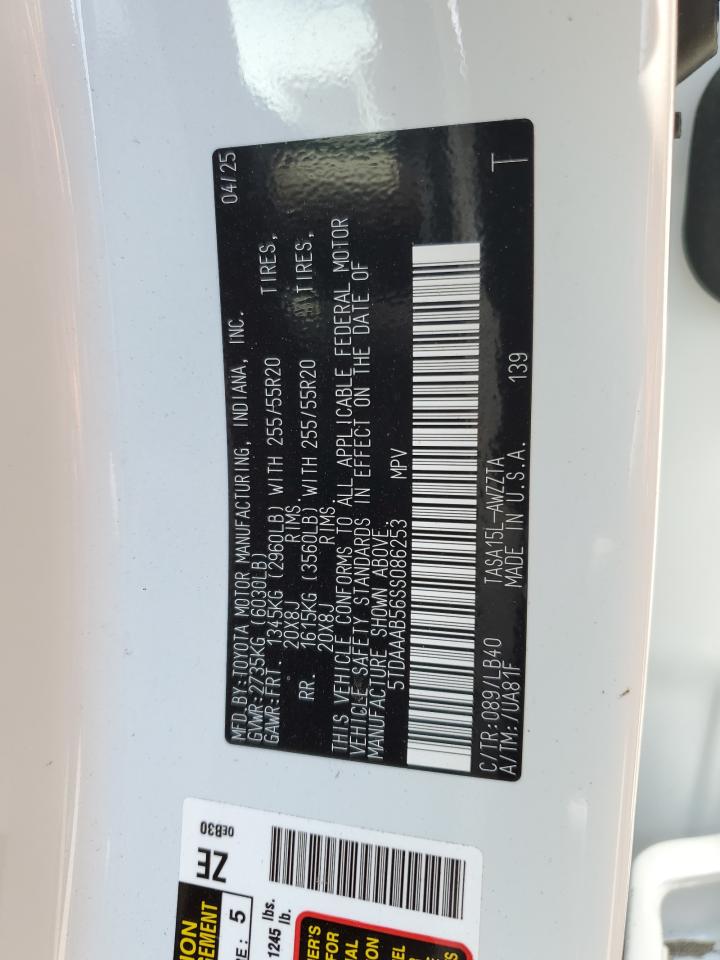 MFD.BY:TOYOTA MOTOR MANUFACTURING, INDIANA, INC. 04/25
GVWR:2735KG (6030LB)
GAWR:FRT. 1345KG (2960LB) WITH 255/55R20 TIRES,
20X8J RIMS.
RR. 1615KG (3560LB) WITH 255/55R20 TIRES,
20X8J RIMS.
THIS VEHICLE CONFORMS TO ALL APPLICABLE FEDERAL MOTOR
VEHICLE SAFETY STANDARDS IN EFFECT ON THE DATE OF
MANUFACTURE SHOWN ABOVE.
5TDAAAB56SS086253 MPV
C/TR:089/LB40 TASA15L-AWZZTA 139 T
A/TM:/UA81F MADE IN U.S.A.
ZE 0EB30
: 5
1245 lbs.
lb.
FOR